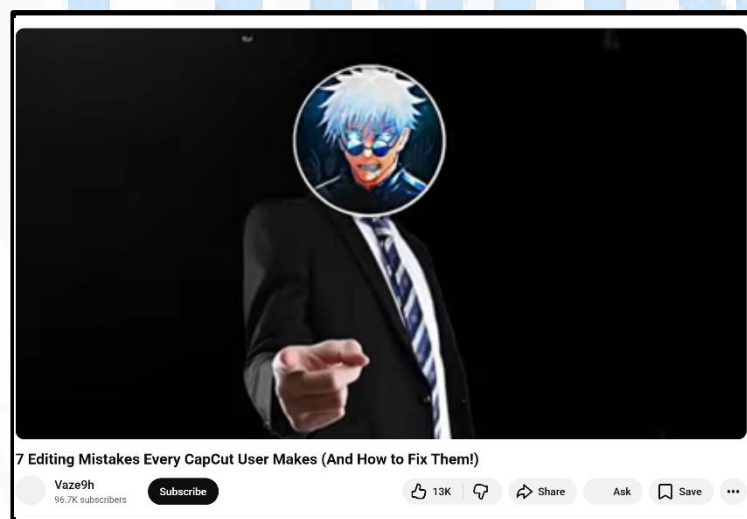 7 Editing Mistakes Every CapCut User Makes (And How to Fix Them!)
Vaze9h
96.7K subscribers
Subscribe
13K
Share
Ask
Save